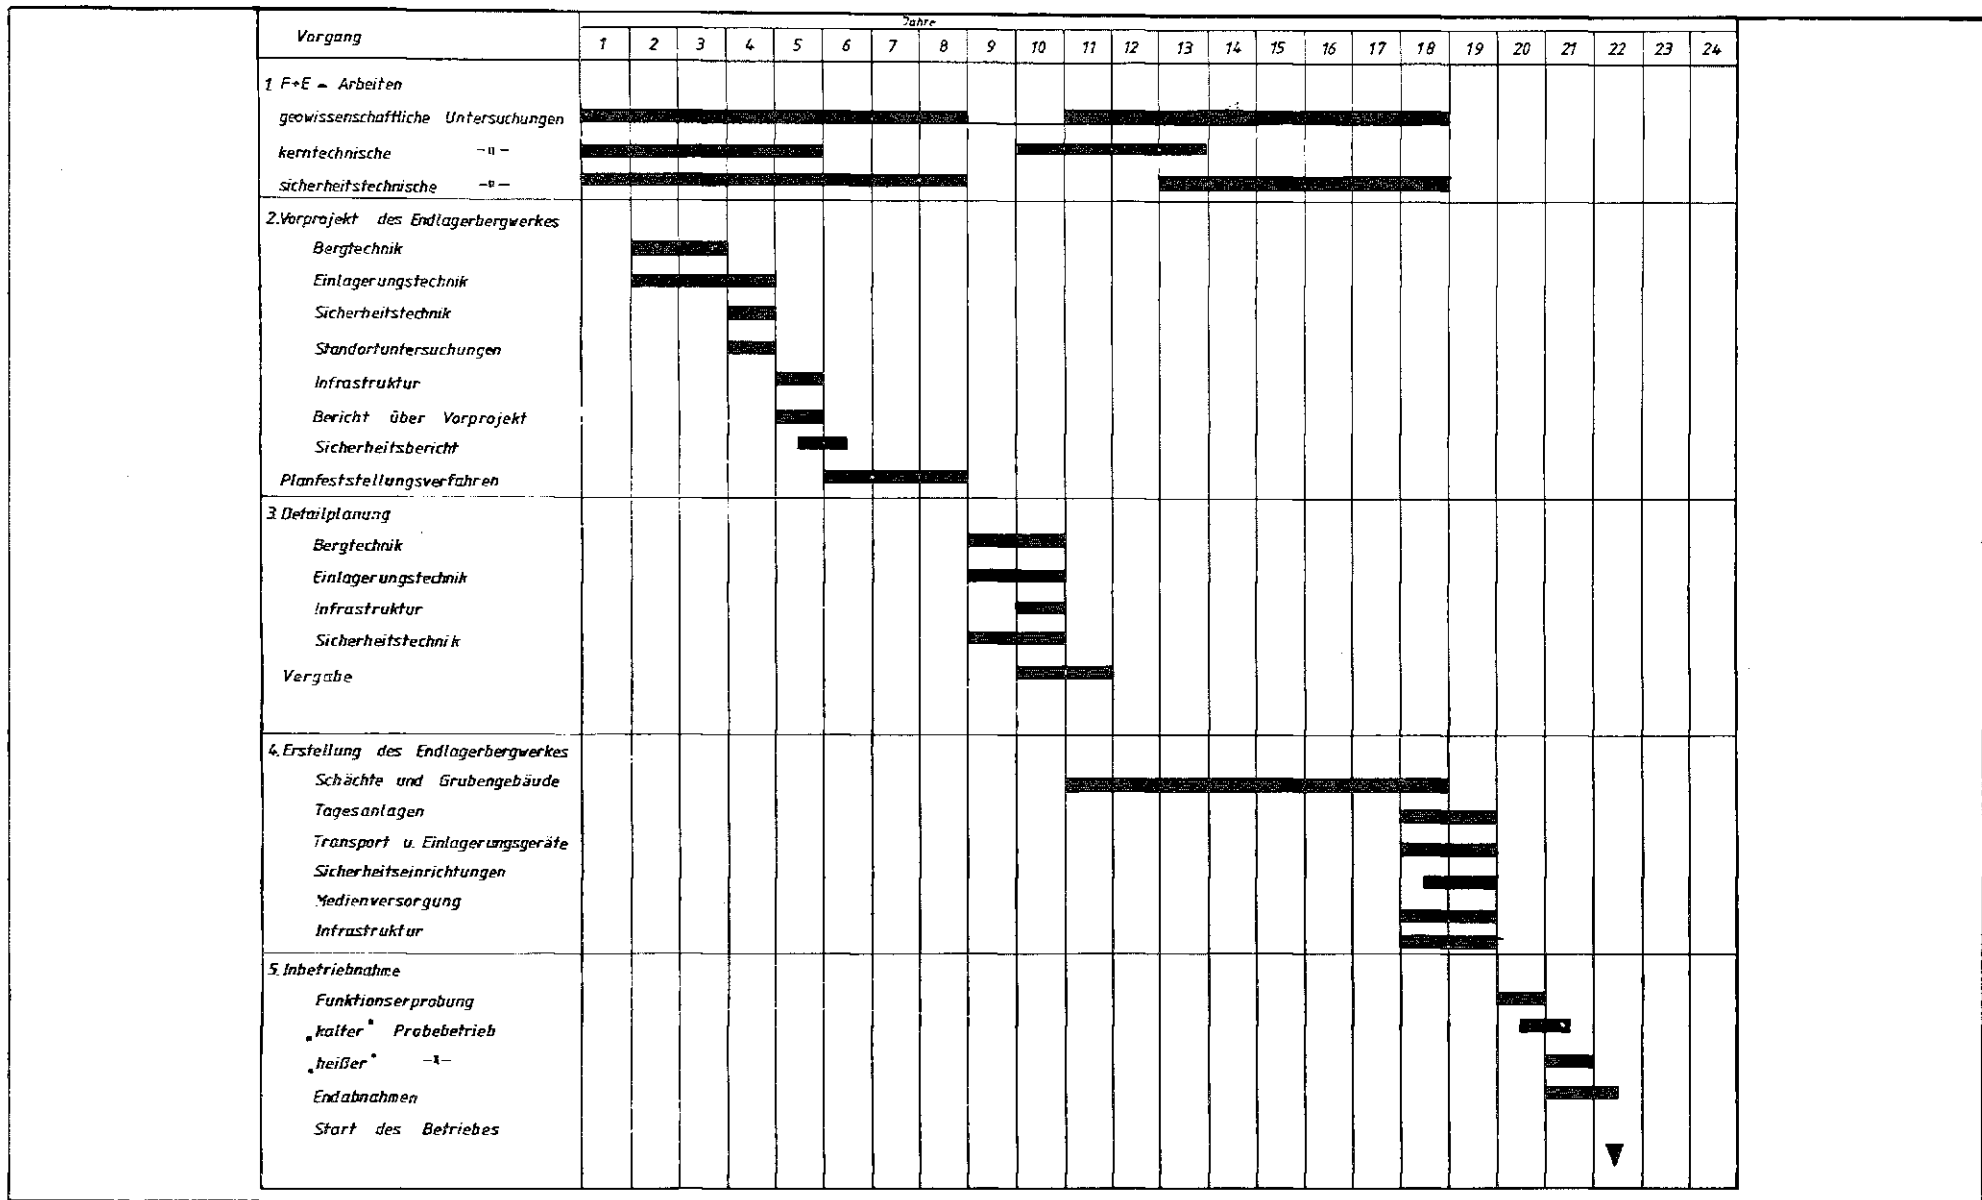 Jahre
Vorgang 1 2 3 4 5 6 7 8 9 10 11 12 13 14 15 16 17 18 19 20 21 22 23 24
1. F+E - Arbeiten
geowissenschaftliche Untersuchungen
kerntechnische -"-
sicherheitstechnische -"-
2. Vorprojekt des Endlagerbergwerkes
Bergtechnik
Einlagerungstechnik
Sicherheitstechnik
Standortuntersuchungen
Infrastruktur
Bericht über Vorprojekt
Sicherheitsbericht
Planfeststellungsverfahren
3. Detailplanung
Bergtechnik
Einlagerungstechnik
Infrastruktur
Sicherheitstechnik
Vergabe
4. Erstellung des Endlagerbergwerkes
Schächte und Grubengebäude
Tagesanlagen
Transport u. Einlagerungsgeräte
Sicherheitseinrichtungen
Medienversorgung
Infrastruktur
5. Inbetriebnahme
Funktionserprobung
„kalter" Probebetrieb
„heißer" -"-
Endabnahmen
Start des Betriebes